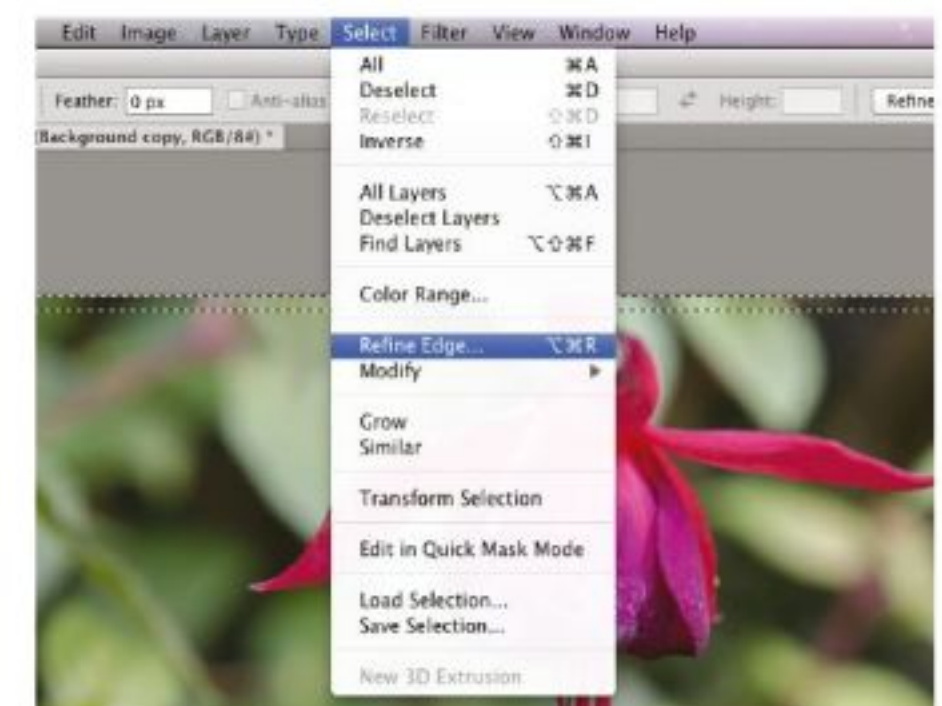 Edit Image Layer Type Select Filter View Window Help
Feather: 0 px Anti-alias Height: Refine
(Background copy, RGB/8#) *
All ⌘A
Deselect ⌘D
Reselect ⇧⌘D
Inverse ⇧⌘I
All Layers ⌥⌘A
Deselect Layers
Find Layers ⌥⇧⌘F
Color Range...
Refine Edge... ⌥⌘R
Modify ▶
Grow
Similar
Transform Selection
Edit in Quick Mask Mode
Load Selection...
Save Selection...
New 3D Extrusion